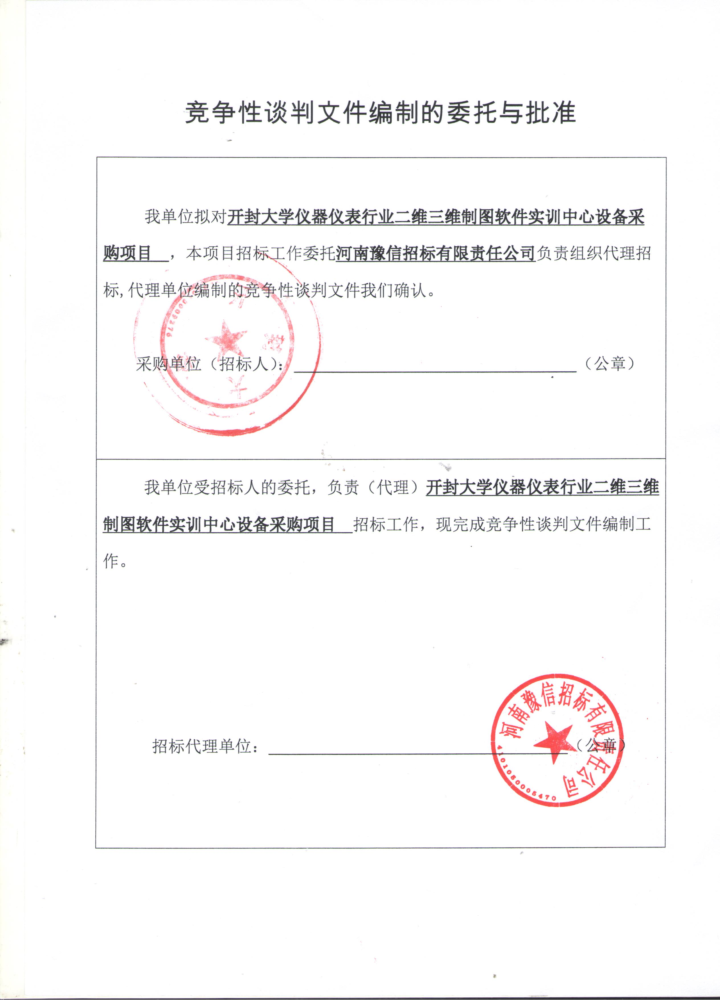 竞争性谈判文件编制的委托与批准
我单位拟对开封大学仪器仪表行业二维三维制图软件实训中心设备采
购项目 ，本项目招标工作委托河南豫信招标有限责任公司负责组织代理招
标,代理单位编制的竞争性谈判文件我们确认。
采购单位（招标人）： （公章）
我单位受招标人的委托，负责（代理）开封大学仪器仪表行业二维三维
制图软件实训中心设备采购项目 招标工作，现完成竞争性谈判文件编制工
作。
招标代理单位： （公章）
河南豫信招标有限责任公司
4101050005470